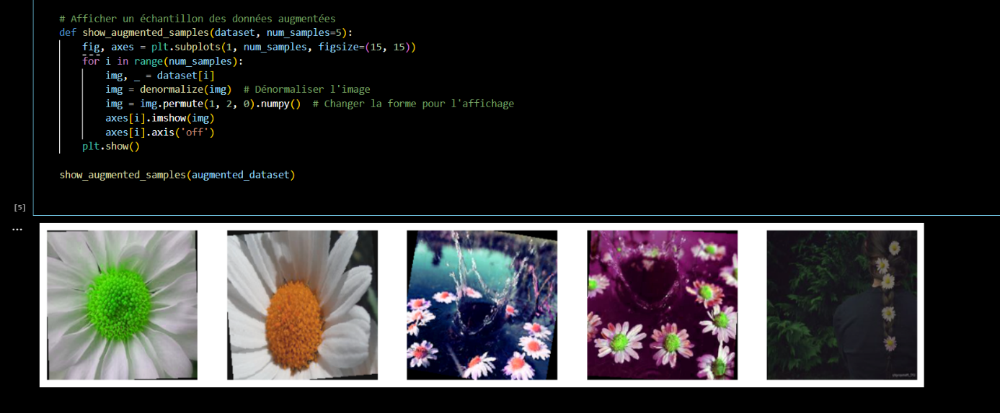 # Afficher un échantillon des données augmentées
def show_augmented_samples(dataset, num_samples=5):
    fig, axes = plt.subplots(1, num_samples, figsize=(15, 15))
    for i in range(num_samples):
        img, _ = dataset[i]
        img = denormalize(img)  # Dénormaliser l'image
        img = img.permute(1, 2, 0).numpy()  # Changer la forme pour l'affichage
        axes[i].imshow(img)
        axes[i].axis('off')
    plt.show()
show_augmented_samples(augmented_dataset)
[5]
...